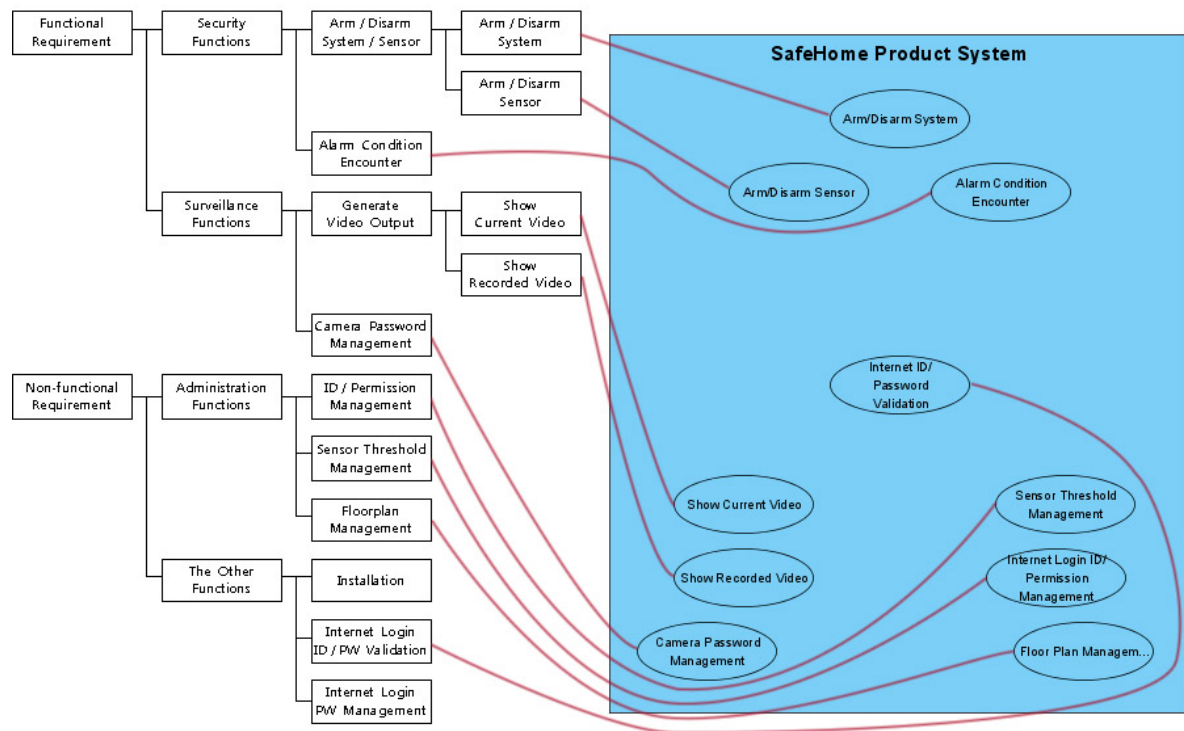 Functional
Requirement
Security
Functions
Arm / Disarm
System / Sensor
Arm / Disarm
System
Arm / Disarm
Sensor
Alarm Condition
Encounter
Surveillance
Functions
Generate
Video Output
Show
Current Video
Show
Recorded Video
Camera Password
Management
Non-functional
Requirement
Administration
Functions
ID / Permission
Management
Sensor Threshold
Management
Floorplan
Management
The Other
Functions
Installation
Internet Login
ID / PW Validation
Internet Login
PW Management
SafeHome Product System
Arm/Disarm System
Arm/Disarm Sensor
Alarm Condition
Encounter
Internet ID/
Password
Validation
Show Current Video
Sensor Threshold
Management
Show Recorded Video
Internet Login ID/
Permission
Management
Camera Password
Management
Floor Plan Managem...